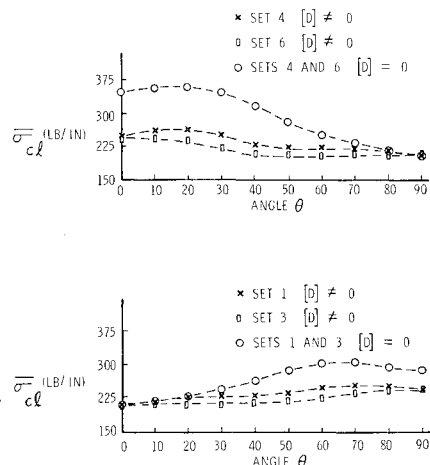 × SET 4 [D] ≠ 0
▯ SET 6 [D] ≠ 0
○ SETS 4 AND 6 [D] = 0
375
300
225
150
σ̅cℓ (LB/IN)
0 10 20 30 40 50 60 70 80 90
ANGLE θ
× SET 1 [D] ≠ 0
▯ SET 3 [D] ≠ 0
○ SETS 1 AND 3 [D] = 0
375
300
225
150
σ̅cℓ (LB/IN)
0 10 20 30 40 50 60 70 80 90
ANGLE θ